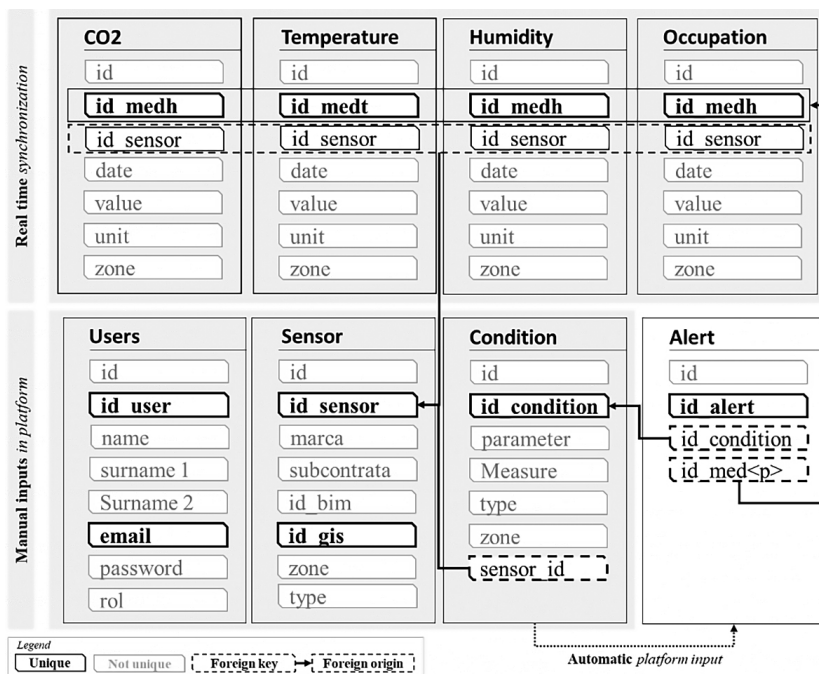 Real time synchronization
CO2
id
id_medh
id_sensor
date
value
unit
zone
Temperature
id
id_medt
id_sensor
date
value
unit
zone
Humidity
id
id_medh
id_sensor
date
value
unit
zone
Occupation
id
id_medh
id_sensor
date
value
unit
zone
Manual inputs in platform
Users
id
id_user
name
surname 1
Surname 2
email
password
rol
Sensor
id
id_sensor
marca
subcontrata
id_bim
id_gis
zone
type
Condition
id
id_condition
parameter
Measure
type
zone
sensor_id
Alert
id
id_alert
id_condition
id_med<p>
Automatic platform input
Legend
Unique
Not unique
Foreign key
Foreign origin